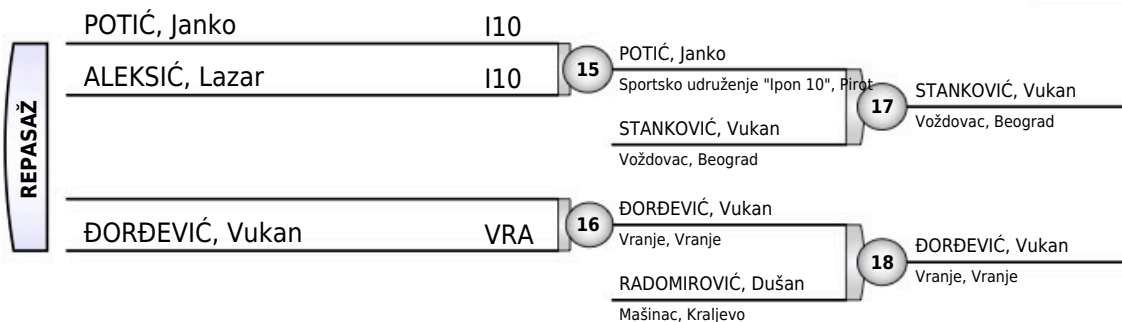 REPASAŽ
POTIĆ, Janko I10
ALEKSIĆ, Lazar I10
15
POTIĆ, Janko
Sportsko udruženje "Ipon 10", Pirot
STANKOVIĆ, Vukan
Voždovac, Beograd
17
STANKOVIĆ, Vukan
Voždovac, Beograd
ĐORĐEVIĆ, Vukan VRA
16
ĐORĐEVIĆ, Vukan
Vranje, Vranje
RADOMIROVIĆ, Dušan
Mašinac, Kraljevo
18
ĐORĐEVIĆ, Vukan
Vranje, Vranje